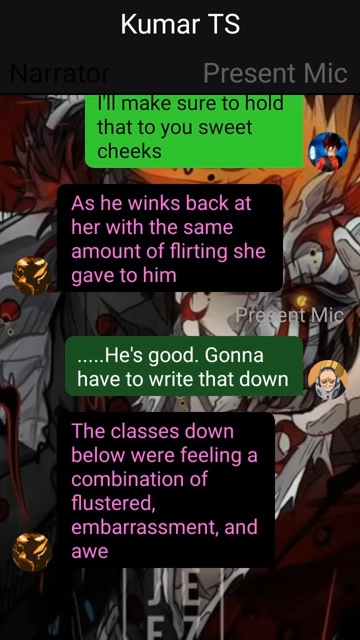 Kumar TS
Narrator
Present Mic
I'll make sure to hold
that to you sweet
cheeks
As he winks back at
her with the same
amount of flirting she
gave to him
Present Mic
.....He's good. Gonna
have to write that down
The classes down
below were feeling a
combination of
flustered,
embarrassment, and
awe